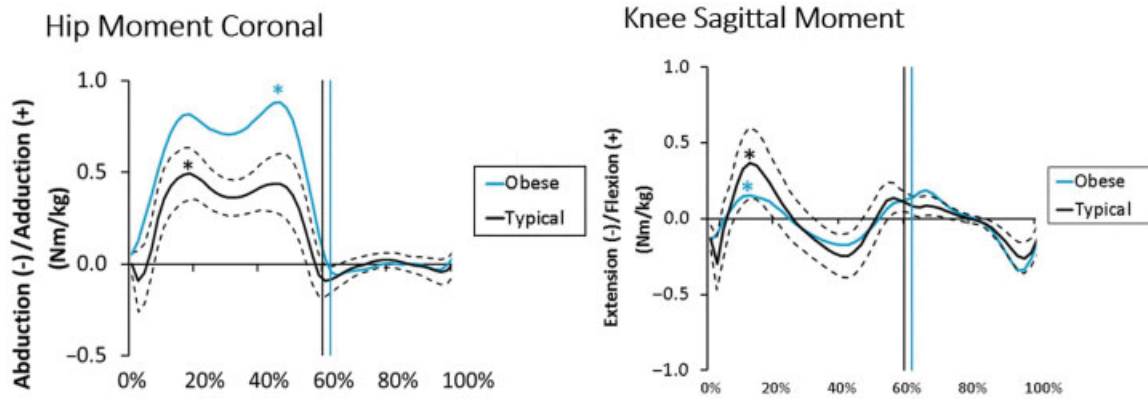 Hip Moment Coronal
Abduction (-)/Adduction (+)
(Nm/kg)
1.0
0.5
0.0
−0.5
0% 20% 40% 60% 80% 100%
*
*
Obese
Typical
Knee Sagittal Moment
Extension (-)/Flexion (+)
(Nm/kg)
1.0
0.5
0.0
−0.5
−1.0
0% 20% 40% 60% 80% 100%
*
*
Obese
Typical